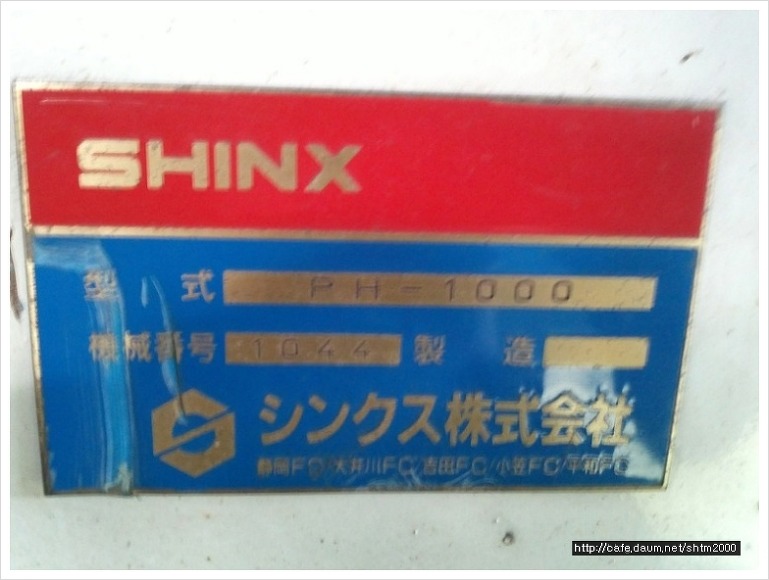 SHINX
型式 PH-1000
機械番号 1044 製造
シンクス株式会社
静岡FC/大井川FC/吉田FC/小笠FC/平和FC
http://cafe.daum.net/shtm2000